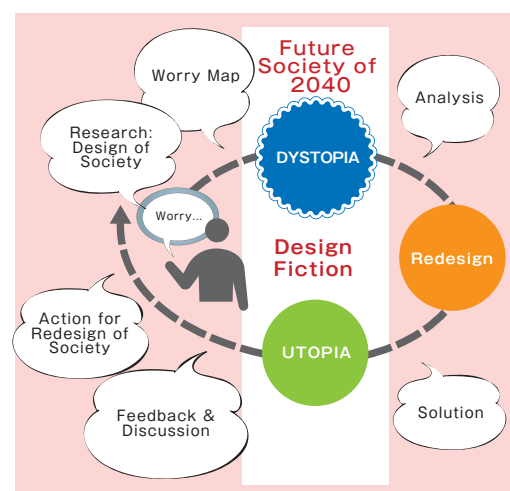 Future
Society of
2040
Worry Map
Analysis
Research:
Design of
Society
DYSTOPIA
Worry...
Design
Fiction
Redesign
Action for
Redesign of
Society
UTOPIA
Feedback &
Discussion
Solution